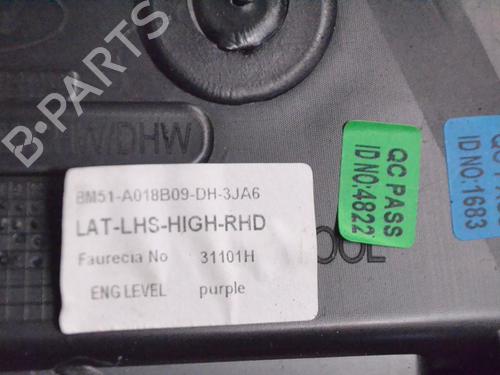 B-PARTS
W/DHW
BM51-A018B09-DH-3JA6
LAT-LHS-HIGH-RHD
Faurecia No 31101H
ENG LEVEL purple
QC PASS
ID NO:4822
ID NO:1683